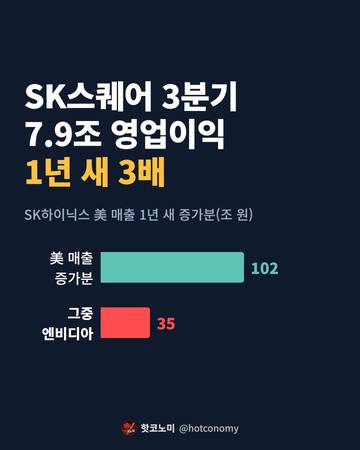 SK스퀘어 3분기
7.9조 영업이익
1년 새 3배
SK하이닉스 美 매출 1년 새 증가분(조 원)
美 매출
증가분
102
그중
엔비디아
35
핫코노미 @hotconomy